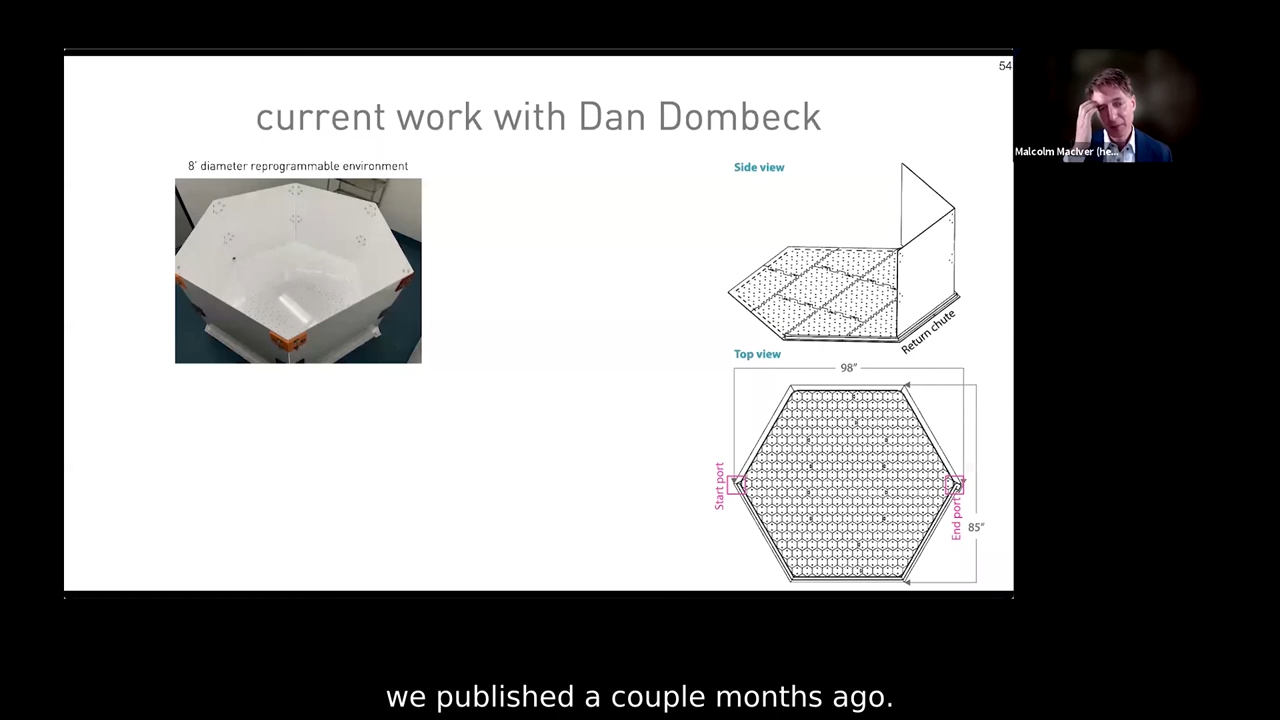 54
current work with Dan Dombeck
8' diameter reprogrammable environment
Side view
Malcolm MacIver (he...
Return chute
Top view
98"
Start port
End port
85"
we published a couple months ago.